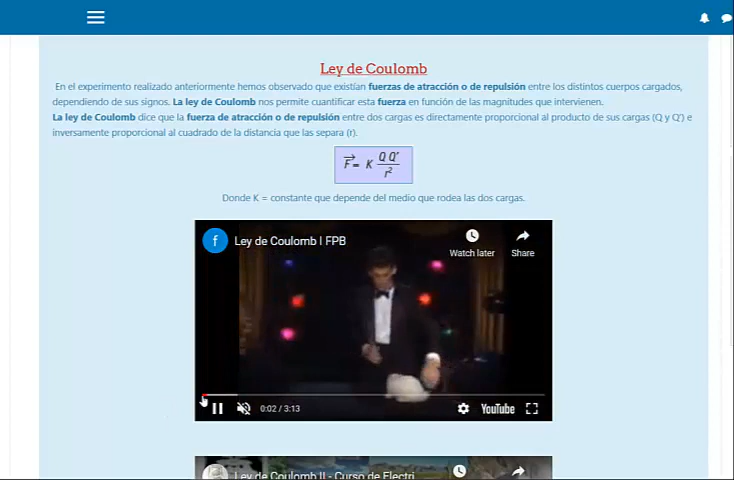 Ley de Coulomb
En el experimento realizado anteriormente hemos observado que existían fuerzas de atracción o de repulsión entre los distintos cuerpos cargados,
dependiendo de sus signos. La ley de Coulomb nos permite cuantificar esta fuerza en función de las magnitudes que intervienen.
La ley de Coulomb dice que la fuerza de atracción o de repulsión entre dos cargas es directamente proporcional al producto de sus cargas (Q y Q') e
inversamente proporcional al cuadrado de la distancia que las separa (r).
F= K Q Q' / r²
Donde K = constante que depende del medio que rodea las dos cargas.
f Ley de Coulomb l FPB
Watch later Share
0:02 / 3:13 YouTube
Ley de Coulomb II - Curso de Electri